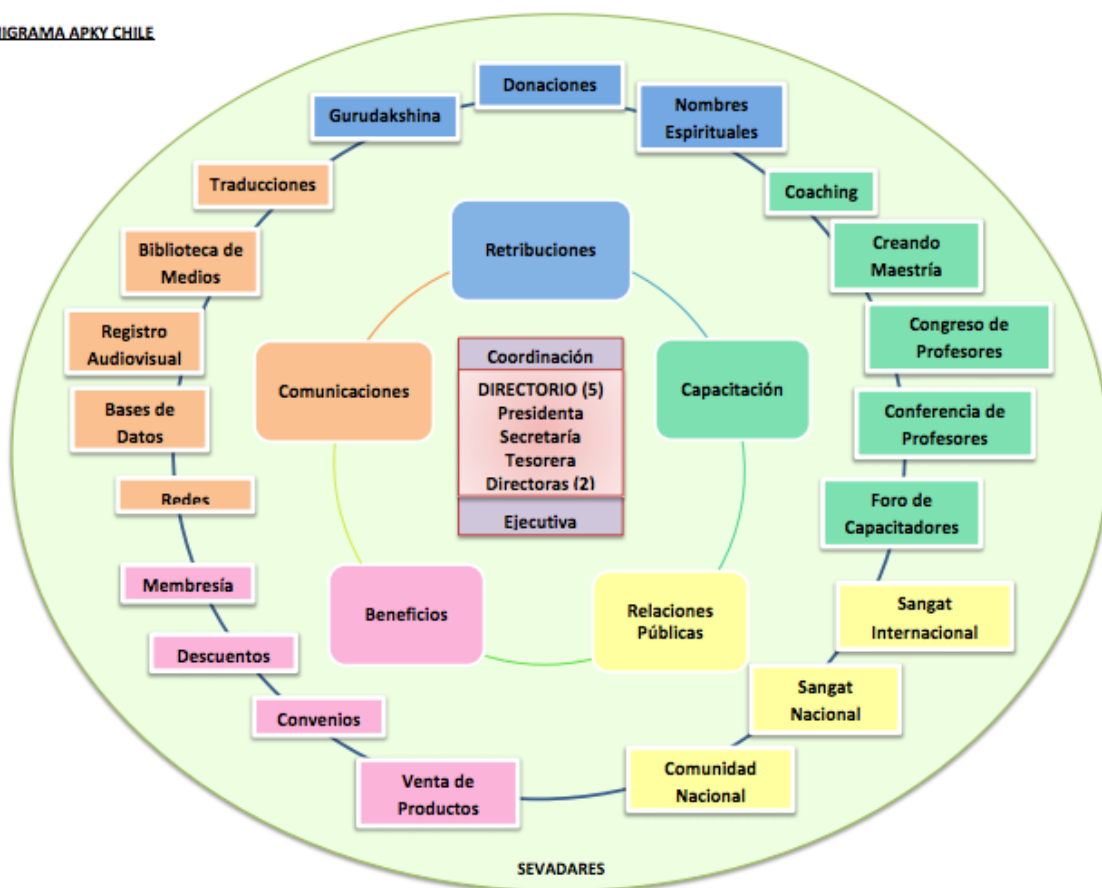 NIGRAMA APKY CHILE
Donaciones
Nombres
Espirituales
Gurudakshina
Coaching
Traducciones
Creando
Maestría
Biblioteca de
Medios
Retribuciones
Congreso de
Profesores
Registro
Audiovisual
Comunicaciones
Coordinación
DIRECTORIO (5)
Presidenta
Secretaría
Tesorera
Directoras (2)
Ejecutiva
Capacitación
Bases de
Datos
Conferencia de
Profesores
Redes
Foro de
Capacitadores
Membresía
Beneficios
Relaciones
Públicas
Sangat
Internacional
Descuentos
Sangat
Nacional
Convenios
Venta de
Productos
Comunidad
Nacional
SEVADARES